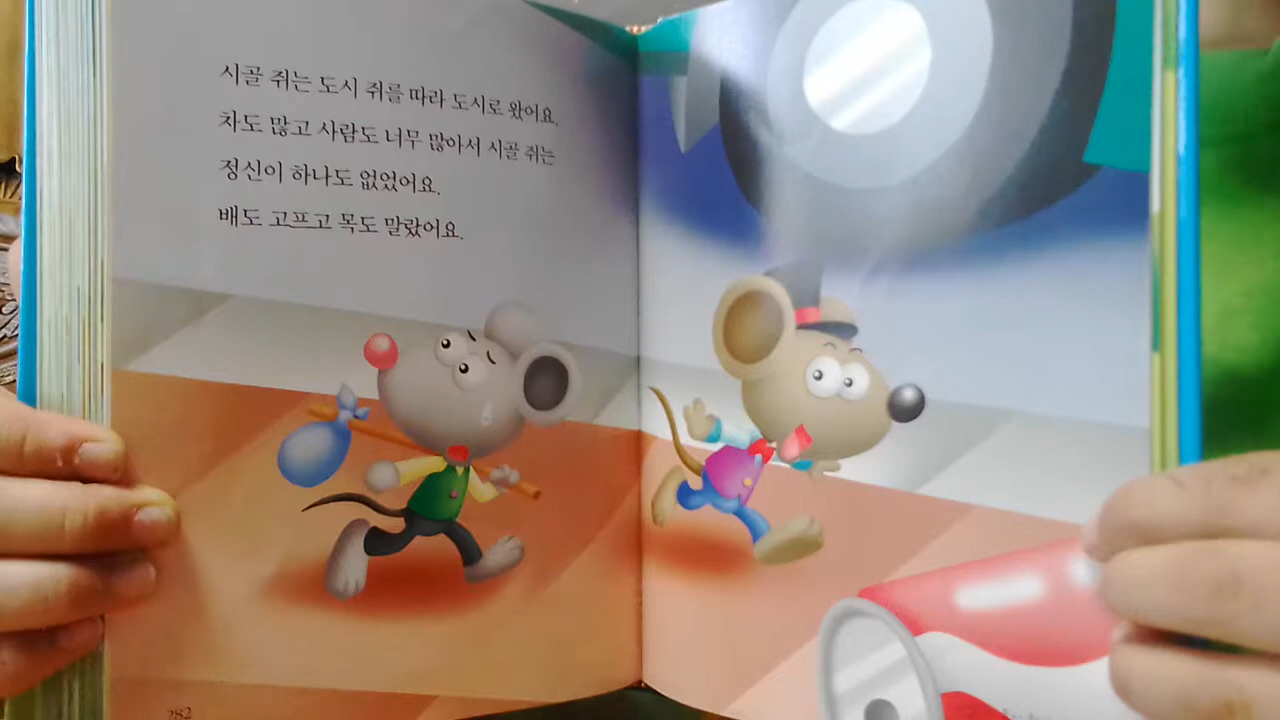 시골 쥐는 도시 쥐를 따라 도시로 왔어요.
차도 많고 사람도 너무 많아서 시골 쥐는
정신이 하나도 없었어요.
배도 고프고 목도 말랐어요.
282